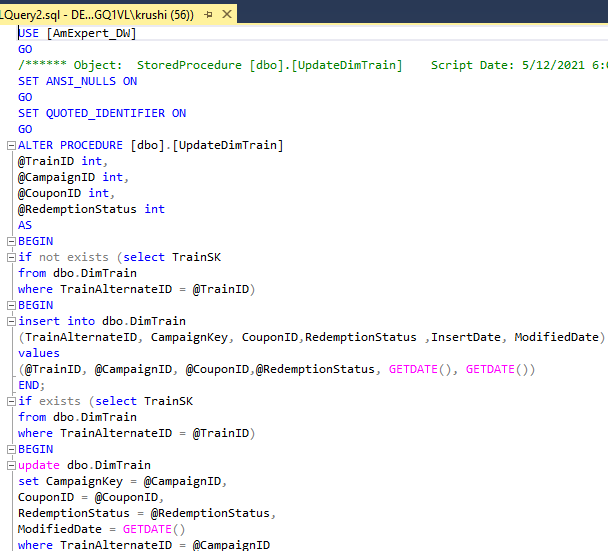 LQuery2.sql - DE...GQ1VL\krushi (56))
USE [AmExpert_DW]
GO
/****** Object:  StoredProcedure [dbo].[UpdateDimTrain]    Script Date: 5/12/2021
SET ANSI_NULLS ON
GO
SET QUOTED_IDENTIFIER ON
GO
ALTER PROCEDURE [dbo].[UpdateDimTrain]
@TrainID int,
@CampaignID int,
@CouponID int,
@RedemptionStatus int
AS
BEGIN
if not exists (select TrainSK
from dbo.DimTrain
where TrainAlternateID = @TrainID)
BEGIN
insert into dbo.DimTrain
(TrainAlternateID, CampaignKey, CouponID,RedemptionStatus ,InsertDate, ModifiedDate)
values
(@TrainID, @CampaignID, @CouponID,@RedemptionStatus, GETDATE(), GETDATE())
END;
if exists (select TrainSK
from dbo.DimTrain
where TrainAlternateID = @TrainID)
BEGIN
update dbo.DimTrain
set CampaignKey = @CampaignID,
CouponID = @CouponID,
RedemptionStatus = @RedemptionStatus,
ModifiedDate = GETDATE()
where TrainAlternateID = @CampaignID